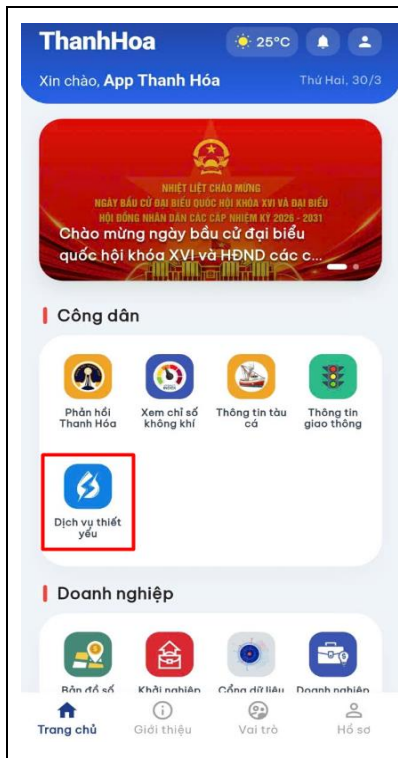 ThanhHoa
25°C
Xin chào, App Thanh Hóa
Thứ Hai, 30/3
NHIỆT LIỆT CHÀO MỪNG
NGÀY BẦU CỬ ĐẠI BIỂU QUỐC HỘI KHÓA XVI VÀ ĐẠI BIỂU
HỘI ĐỒNG NHÂN DÂN CÁC CẤP NHIỆM KỲ 2026 - 2031
Chào mừng ngày bầu cử đại biểu
quốc hội khóa XVI và HĐND các c...
Công dân
Phản hồi
Thanh Hóa
Xem chỉ số
không khí
Thông tin tàu
cá
Thông tin
giao thông
Dịch vụ thiết
yếu
Doanh nghiệp
Bản đồ số
Khởi nghiệp
Cổng dữ liệu
Doanh nghiệp
Trang chủ
Giới thiệu
Vai trò
Hồ sơ